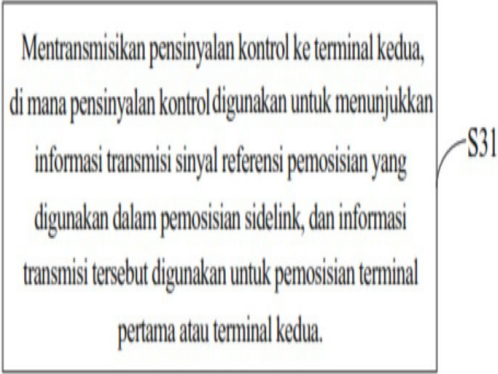 Mentransmisikan pensinyalan kontrol ke terminal kedua,
di mana pensinyalan kontrol digunakan untuk menunjukkan
informasi transmisi sinyal referensi pemosisian yang
digunakan dalam pemosisian sidelink, dan informasi
transmisi tersebut digunakan untuk pemosisian terminal
pertama atau terminal kedua.
S31